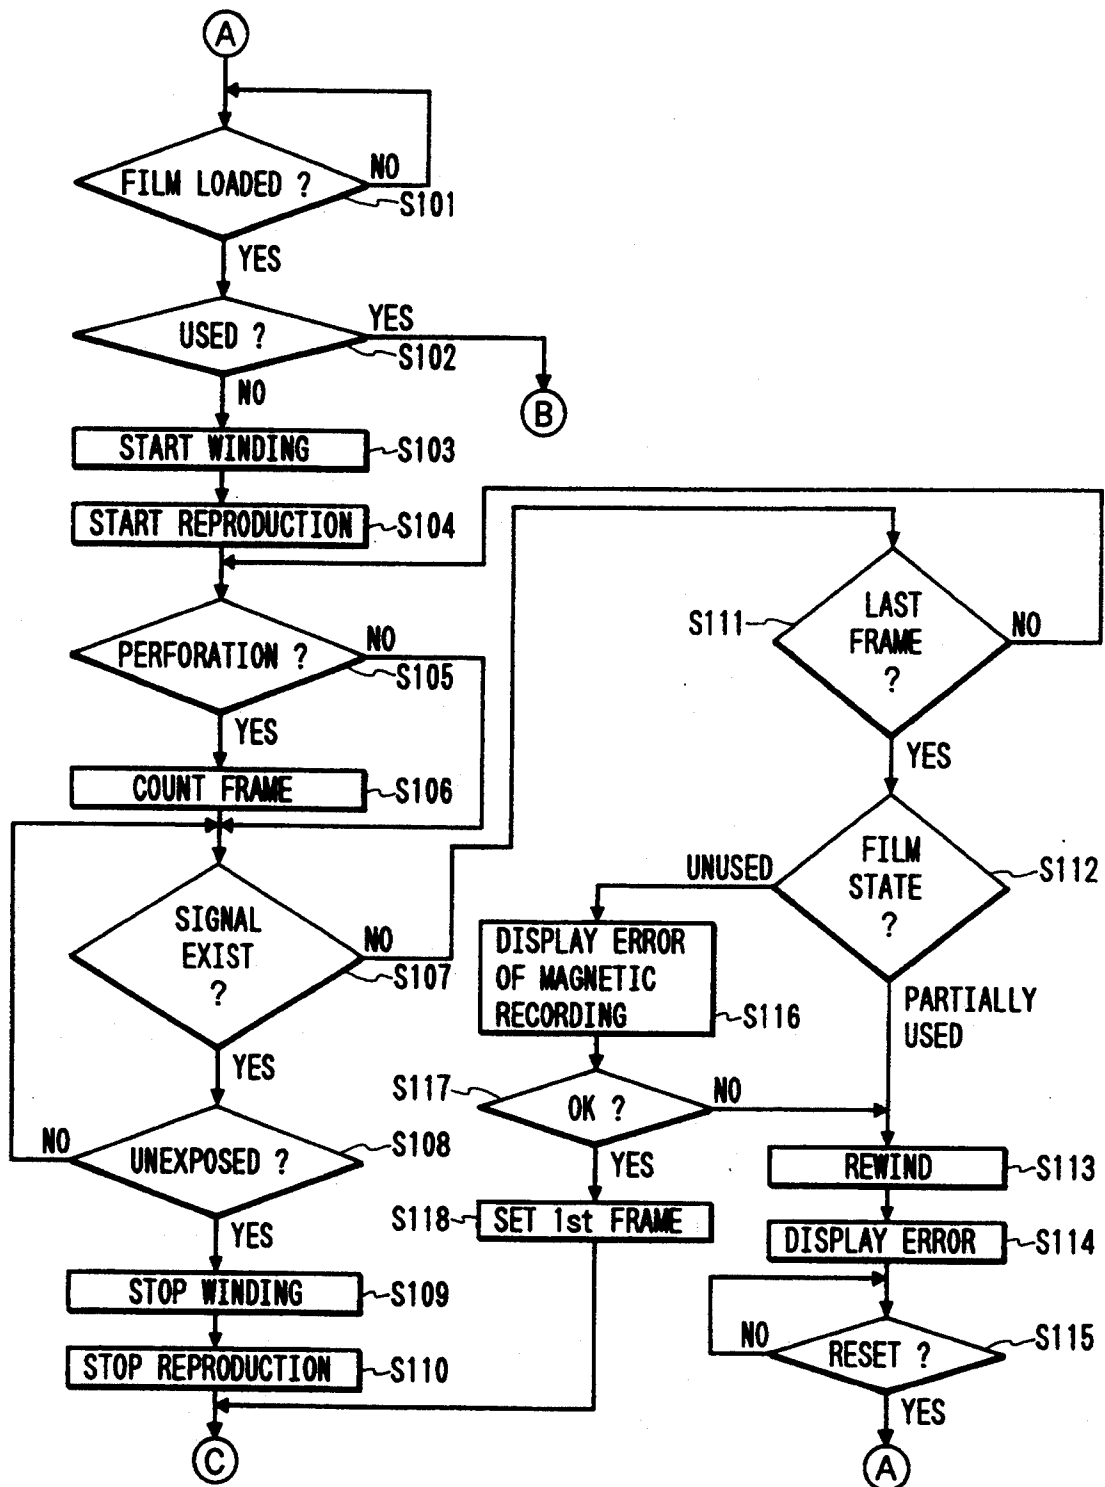 A
FILM LOADED ?
NO
S101
YES
USED ?
YES
S102
NO
B
START WINDING
S103
START REPRODUCTION
S104
PERFORATION ?
NO
S105
YES
COUNT FRAME
S106
SIGNAL
EXIST
?
NO
S107
YES
UNEXPOSED ?
NO
S108
YES
STOP WINDING
S109
STOP REPRODUCTION
S110
C
S111
LAST
FRAME
?
NO
YES
FILM
STATE
?
S112
UNUSED
PARTIALLY
USED
DISPLAY ERROR
OF MAGNETIC
RECORDING
S116
S117
OK ?
NO
YES
S118
SET 1st FRAME
REWIND
S113
DISPLAY ERROR
S114
RESET ?
NO
S115
YES
A